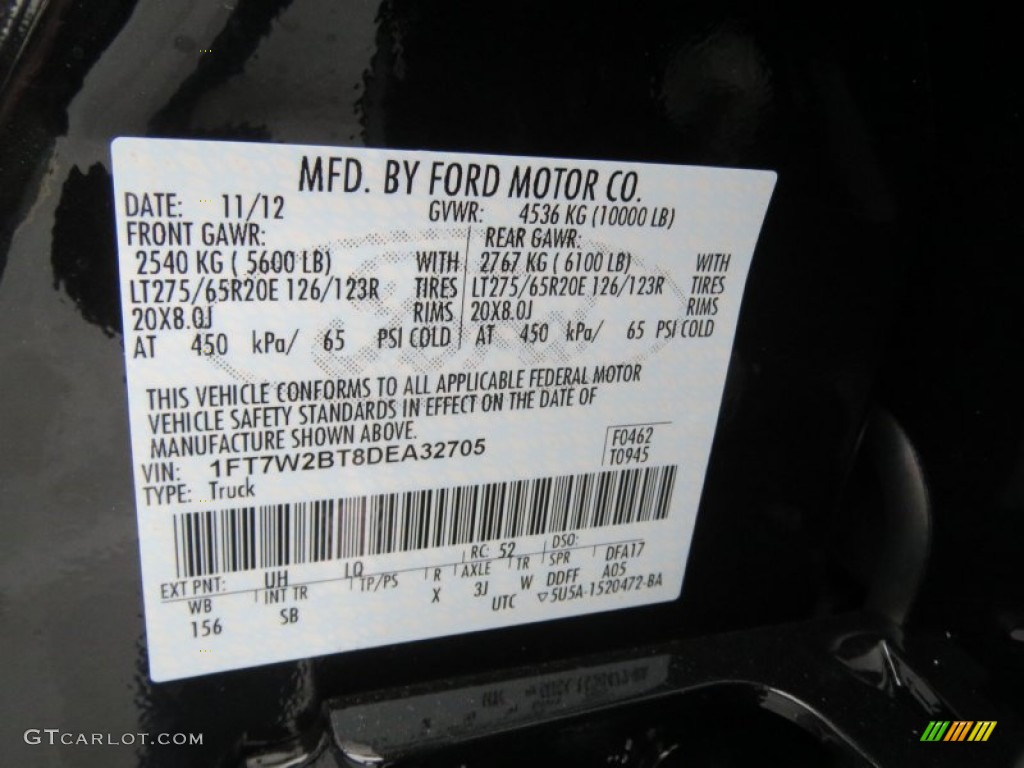 MFD. BY FORD MOTOR CO.
DATE: 11/12 GVWR: 4536 KG (10000 LB)
FRONT GAWR: REAR GAWR:
2540 KG ( 5600 LB) WITH 2767 KG ( 6100 LB) WITH
LT275/65R20E 126/123R TIRES LT275/65R20E 126/123R TIRES
20X8.0J RIMS 20X8.0J RIMS
AT 450 kPa/ 65 PSI COLD AT 450 kPa/ 65 PSI COLD
THIS VEHICLE CONFORMS TO ALL APPLICABLE FEDERAL MOTOR
VEHICLE SAFETY STANDARDS IN EFFECT ON THE DATE OF
MANUFACTURE SHOWN ABOVE.
F0462
VIN: 1FT7W2BT8DEA32705
T0945
TYPE: Truck
EXT PNT: UH LQ RC: 52 DSO:
WB INT TR TP/PS R AXLE TR SPR DFA17
156 SB X 3J W DDFF A05
UTC ▽5U5A-1520472-BA
GTCARLOT.COM